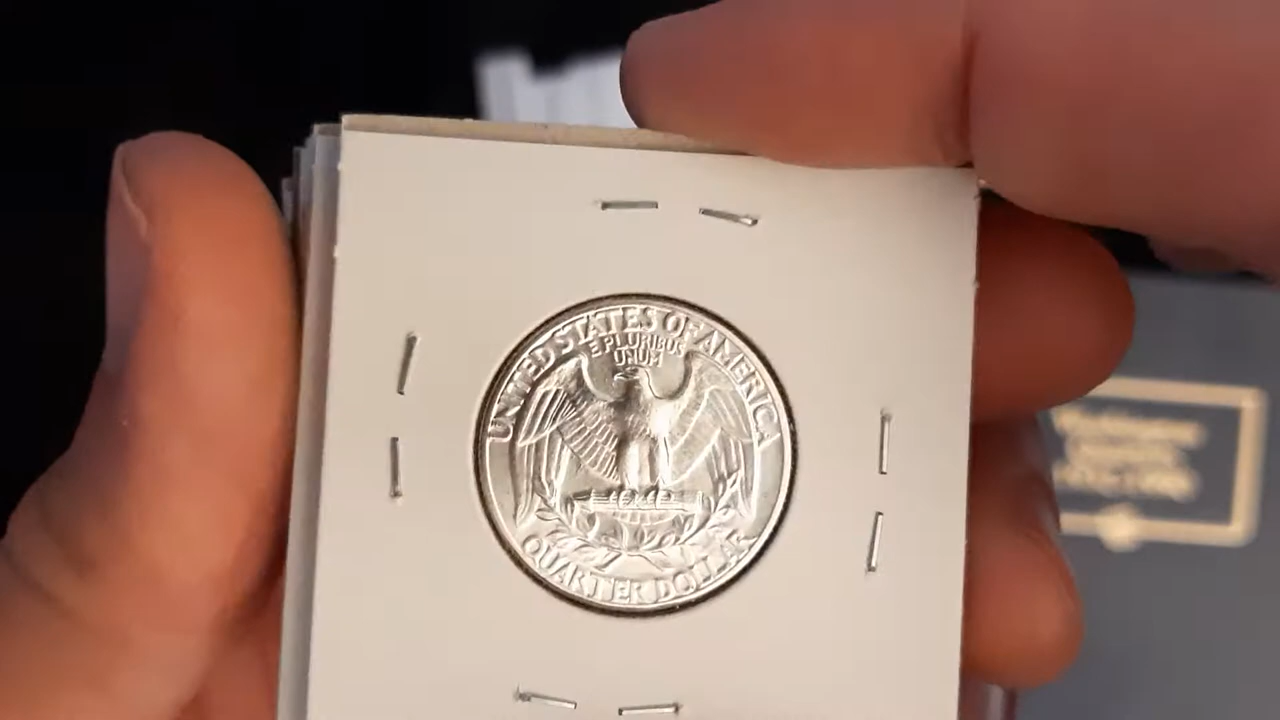 UNITED STATES OF AMERICA
E PLURIBUS
UNUM
QUARTER DOLLAR